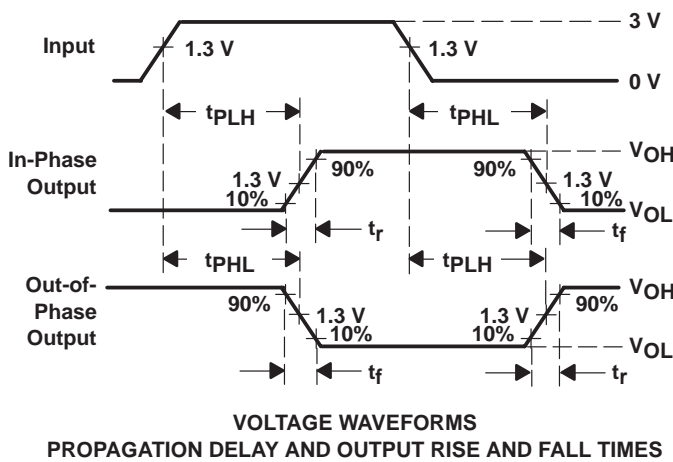 3 V
Input
1.3 V
1.3 V
0 V
tPLH
tPHL
VOH
In-Phase
Output
90%
90%
1.3 V
1.3 V
10%
10%
VOL
tr
tf
tPHL
tPLH
Out-of-
Phase
Output
VOH
90%
90%
1.3 V
1.3 V
10%
10%
VOL
tf
tr
VOLTAGE WAVEFORMS
PROPAGATION DELAY AND OUTPUT RISE AND FALL TIMES